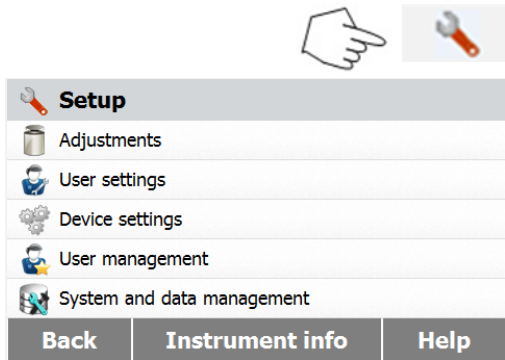 Setup
Adjustments
User settings
Device settings
User management
System and data management
Back Instrument info Help